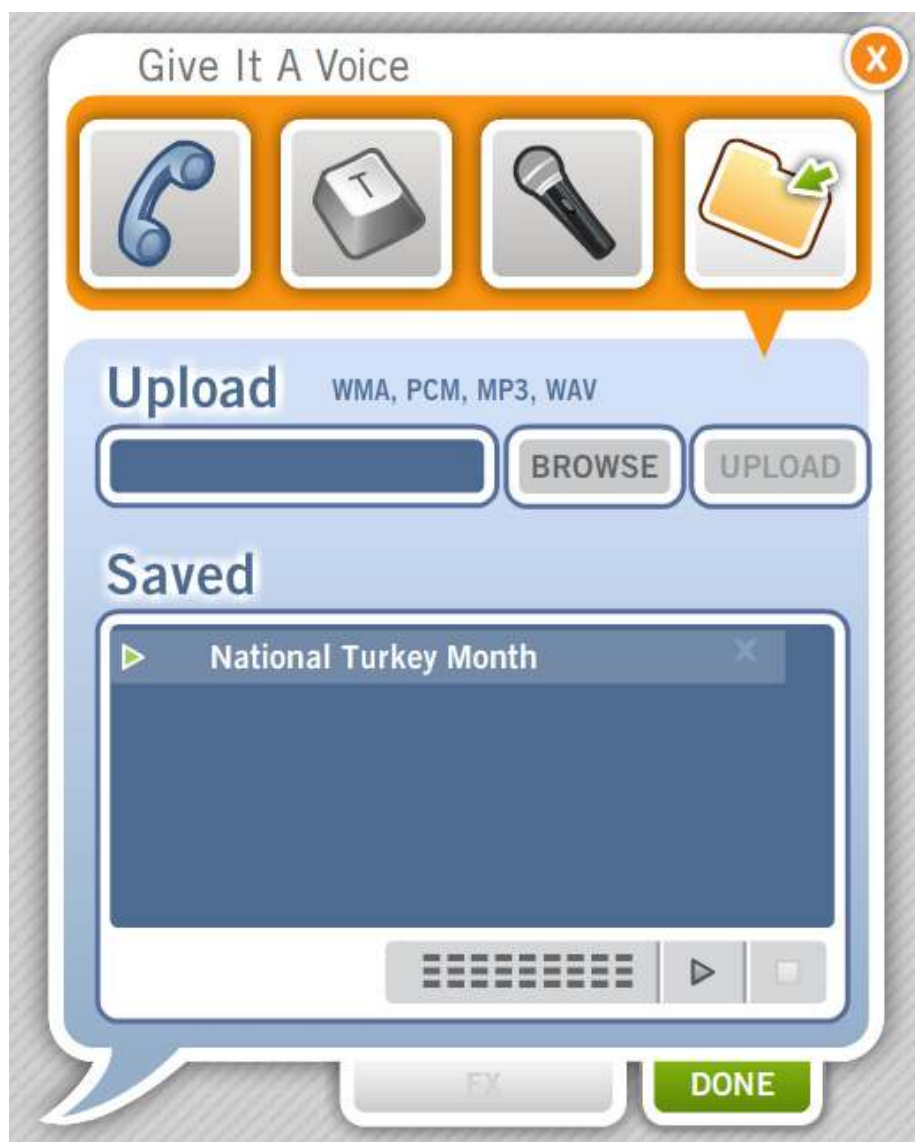 Give It A Voice
X
T
Upload WMA, PCM, MP3, WAV
BROWSE UPLOAD
Saved
National Turkey Month X
FX DONE